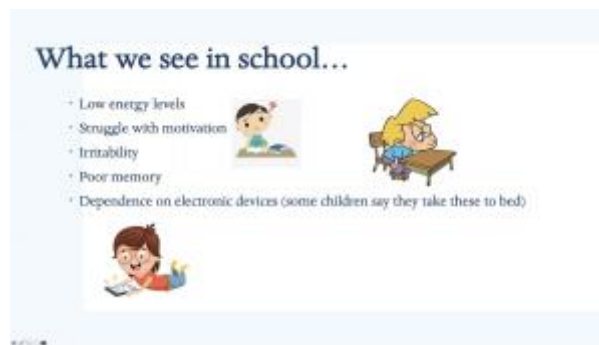 What we see in school…
Low energy levels
Struggle with motivation
Irritability
Poor memory
Dependence on electronic devices (some children say they take these to bed)